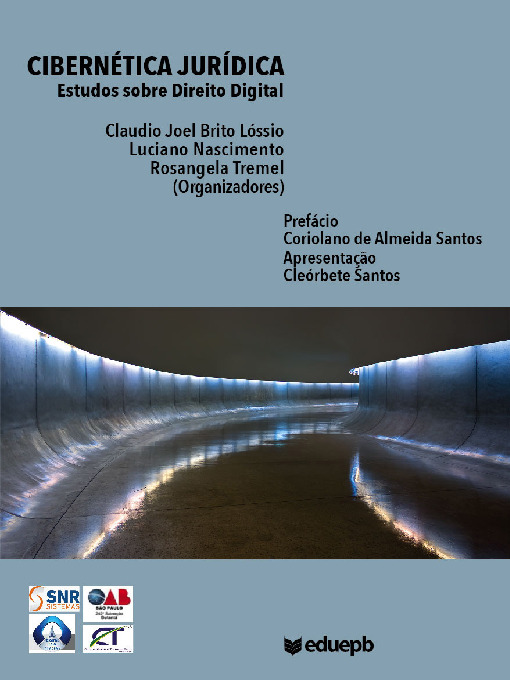 CIBERNÉTICA JURÍDICA
Estudos sobre Direito Digital
Claudio Joel Brito Lóssio
Luciano Nascimento
Rosangela Tremel
(Organizadores)
Prefácio
Coriolano de Almeida Santos
Apresentação
Cleórbete Santos
SNR
SISTEMAS
OAB
SÃO PAULO
eduepb